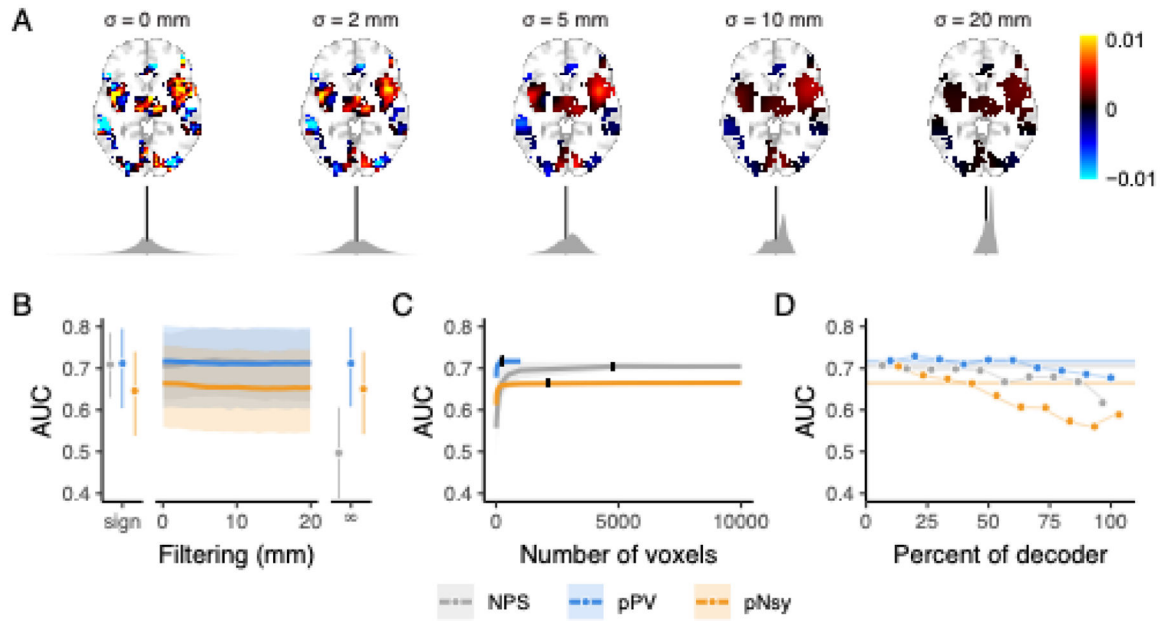 A
σ = 0 mm
σ = 2 mm
σ = 5 mm
σ = 10 mm
σ = 20 mm
0.01
0
−0.01
B
0.8
0.7
0.6
0.5
0.4
AUC
sign
0
10
20
∞
Filtering (mm)
C
0.8
0.7
0.6
0.5
0.4
AUC
0
5000
10000
Number of voxels
D
0.8
0.7
0.6
0.5
0.4
AUC
0
25
50
75
100
Percent of decoder
NPS
pPV
pNsy